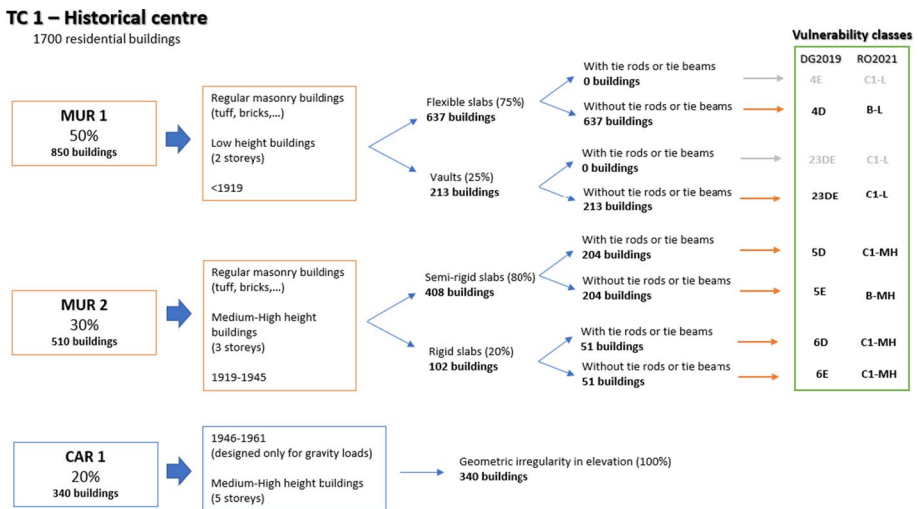 TC 1 – Historical centre
1700 residential buildings
Vulnerability classes
DG2019 RO2021
MUR 1
50%
850 buildings
Regular masonry buildings
(tuff, bricks,...)
Low height buildings
(2 storeys)
<1919
Flexible slabs (75%)
637 buildings
With tie rods or tie beams
0 buildings
4E C1-L
Without tie rods or tie beams
637 buildings
4D B-L
Vaults (25%)
213 buildings
With tie rods or tie beams
0 buildings
23DE C1-L
Without tie rods or tie beams
213 buildings
23DE C1-L
MUR 2
30%
510 buildings
Regular masonry buildings
(tuff, bricks,...)
Medium-High height
buildings
(3 storeys)
1919-1945
Semi-rigid slabs (80%)
408 buildings
With tie rods or tie beams
204 buildings
5D C1-MH
Without tie rods or tie beams
204 buildings
5E B-MH
Rigid slabs (20%)
102 buildings
With tie rods or tie beams
51 buildings
6D C1-MH
Without tie rods or tie beams
51 buildings
6E C1-MH
CAR 1
20%
340 buildings
1946-1961
(designed only for gravity loads)
Medium-High height buildings
(5 storeys)
Geometric irregularity in elevation (100%)
340 buildings